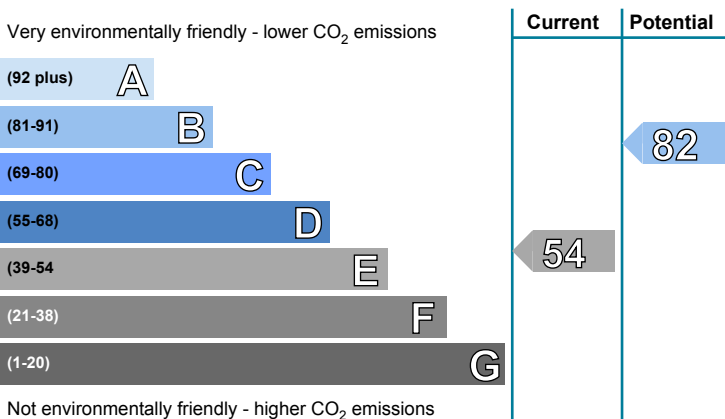 Current Potential
Very environmentally friendly - lower CO2 emissions
(92 plus) A
(81-91) B
82
(69-80) C
(55-68) D
54
(39-54 E
(21-38) F
(1-20) G
Not environmentally friendly - higher CO2 emissions